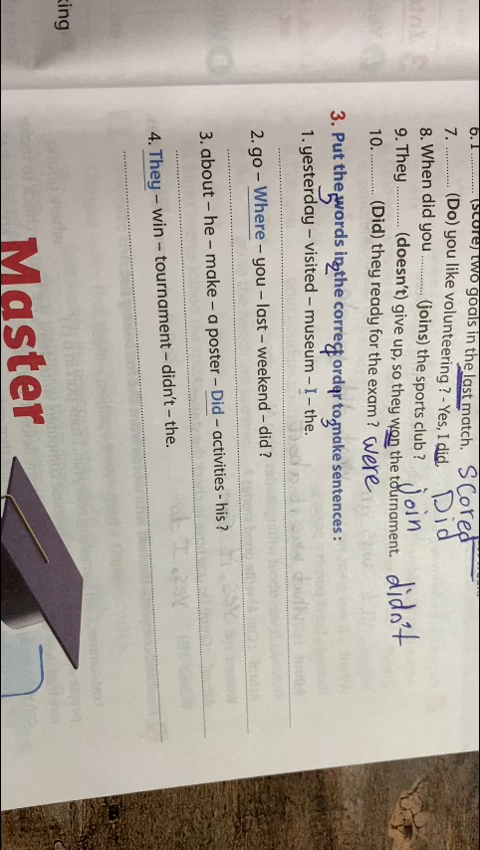 6. I ........ (score) two goals in the last match. scored
7. ........ (Do) you like volunteering ? - Yes, I did. Did
8. When did you ........ (joins) the sports club ? join
9. They ........ (doesn't) give up, so they won the tournament. didn't
10. ........ (Did) they ready for the exam ? were
3. Put the words in the correct order to make sentences :
1. yesterday – visited – museum – I – the.
2. go – Where – you – last – weekend – did ?
3. about – he – make – a poster – Did – activities - his ?
4. They – win – tournament – didn't – the.
king
Master